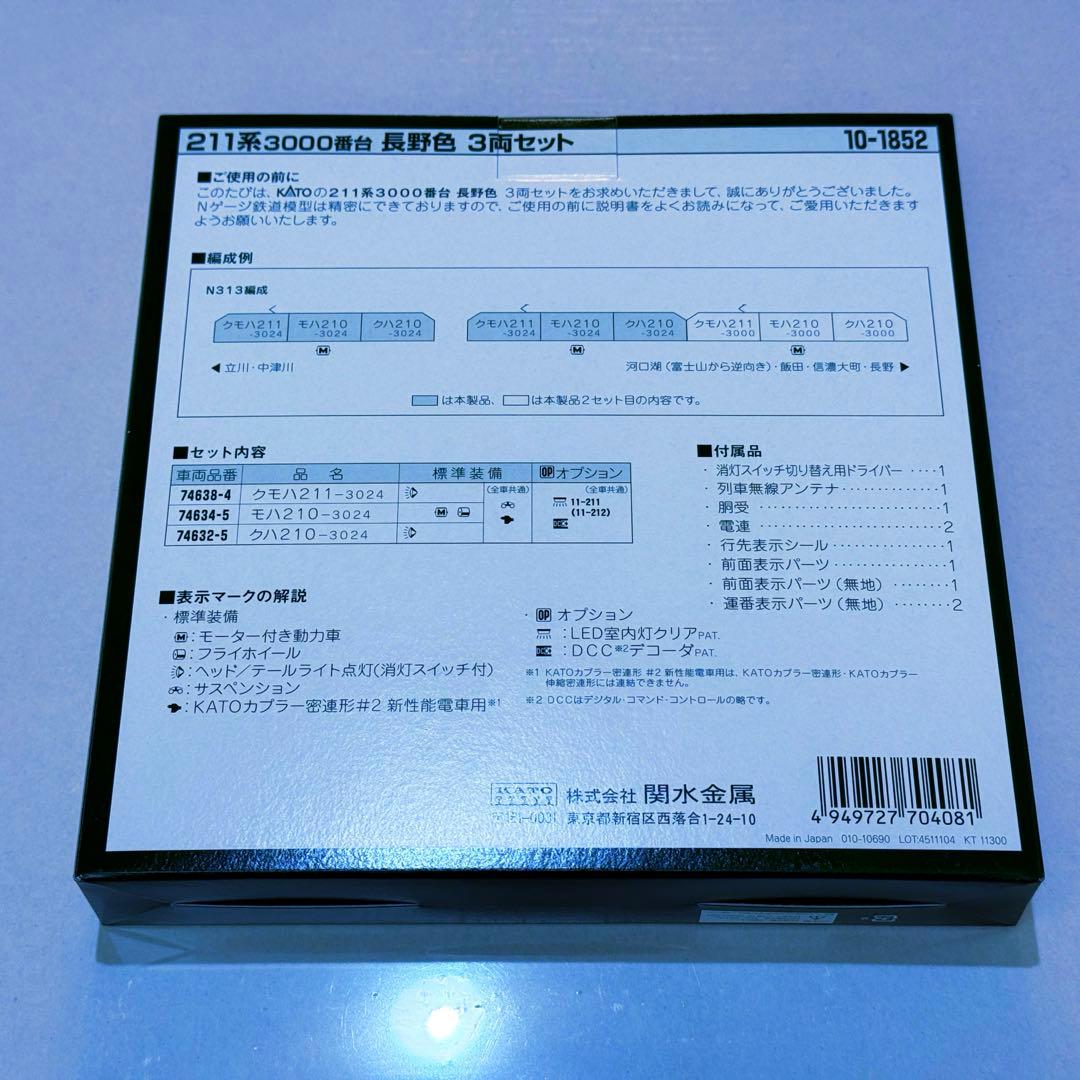 211系3000番台 長野色 3両セット 10-1852
■ご使用の前に
このたびは、KATOの211系3000番台 長野色 3両セットをお求めいただきまして、誠にありがとうございました。
Nゲージ鉄道模型は精密にできておりますので、ご使用の前に説明書をよくお読みになって、ご愛用いただきます
ようお願いいたします。
■編成例
N313編成
クモハ211 -3024 モハ210 -3024 クハ210 -3024
クモハ211 -3024 モハ210 -3024 クハ210 -3024 クモハ211 -3000 モハ210 -3000 クハ210 -3000
M M M
◀ 立川・中津川
河口湖(富士山から逆向き)・飯田・信濃大町・長野 ▶
は本製品、 は本製品2セット目の内容です。
■セット内容
車両品番 品名 標準装備 OPオプション
74638-4 クモハ211-3024
74634-5 モハ210-3024 M
74632-5 クハ210-3024
(全車共通)
(全車共通)
11-211
(11-212)
■付属品
・消灯スイッチ切り替え用ドライバー ····1
・列車無線アンテナ ·············1
・胴受 ······················1
・電連 ······················2
・行先表示シール ···············1
・前面表示パーツ ···············1
・前面表示パーツ(無地) ········1
・運番表示パーツ(無地) ········2
■表示マークの解説
・標準装備
M:モーター付き動力車
:フライホイール
:ヘッド/テールライト点灯(消灯スイッチ付)
:サスペンション
:KATOカプラー密連形#2 新性能電車用※1
・OP オプション
:LED室内灯クリアPAT.
:DCC※2デコーダPAT.
※1 KATOカプラー密連形 #2 新性能電車用は、KATOカプラー密連形・KATOカプラー
伸縮密連形には連結できません。
※2 DCCはデジタル・コマンド・コントロールの略です。
KATO 株式会社 関水金属
〒161-0031 東京都新宿区西落合1-24-10
4 949727 704081
Made in Japan 010-10690 LOT:4511104 KT 11300